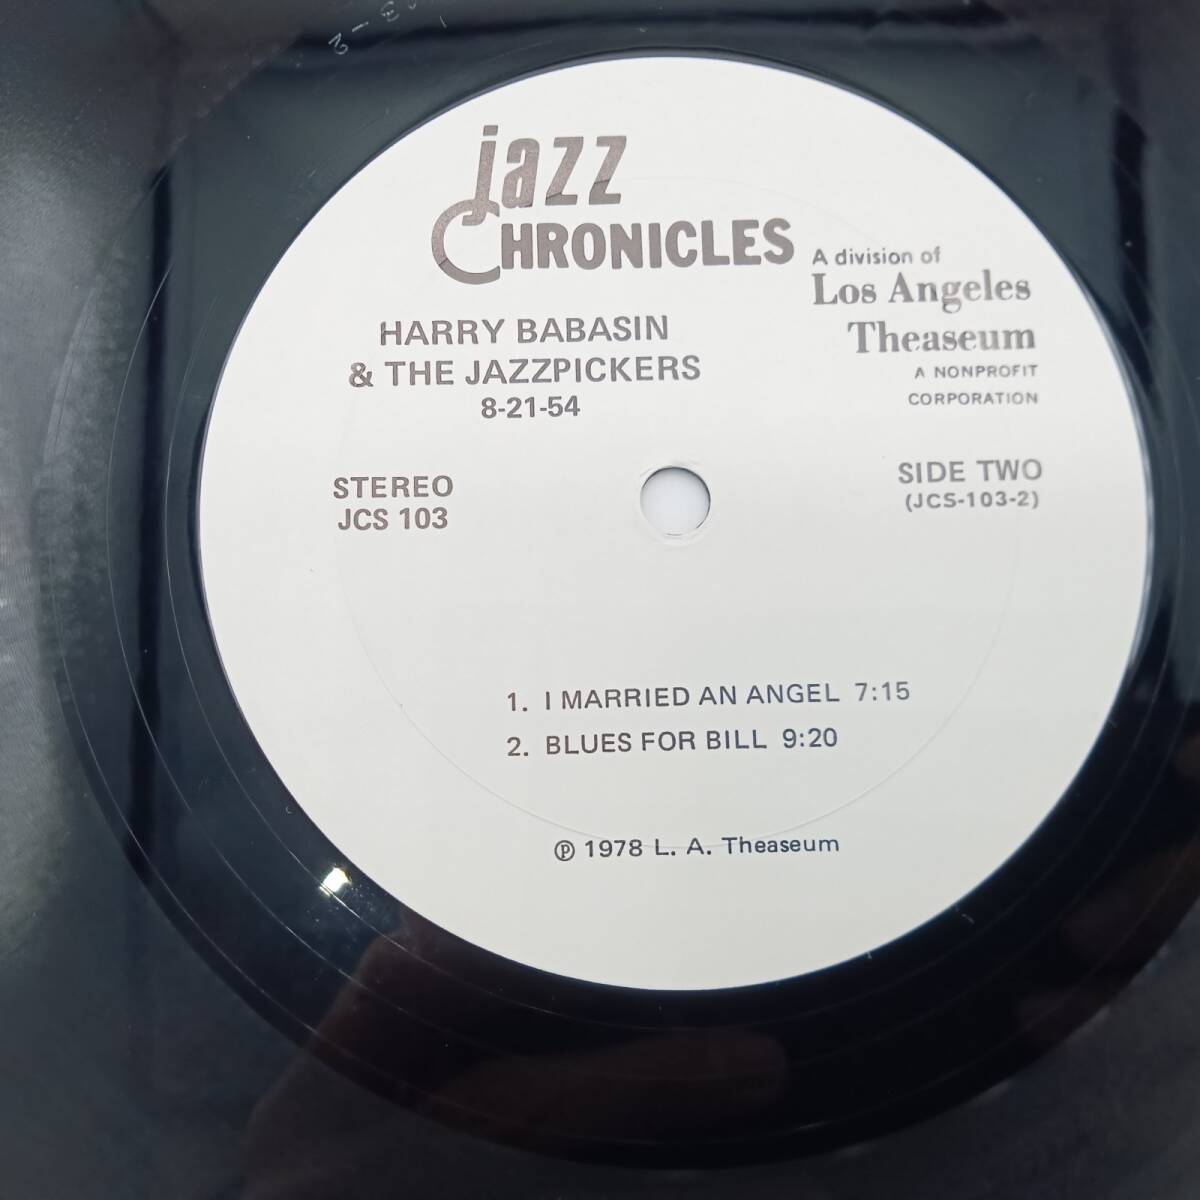 jazz
CHRONICLES
A division of
Los Angeles
Theaseum
A NONPROFIT
CORPORATION
HARRY BABASIN
& THE JAZZPICKERS
8-21-54
STEREO
JCS 103
SIDE TWO
(JCS-103-2)
1. I MARRIED AN ANGEL 7:15
2. BLUES FOR BILL 9:20
℗ 1978 L. A. Theaseum
3-2